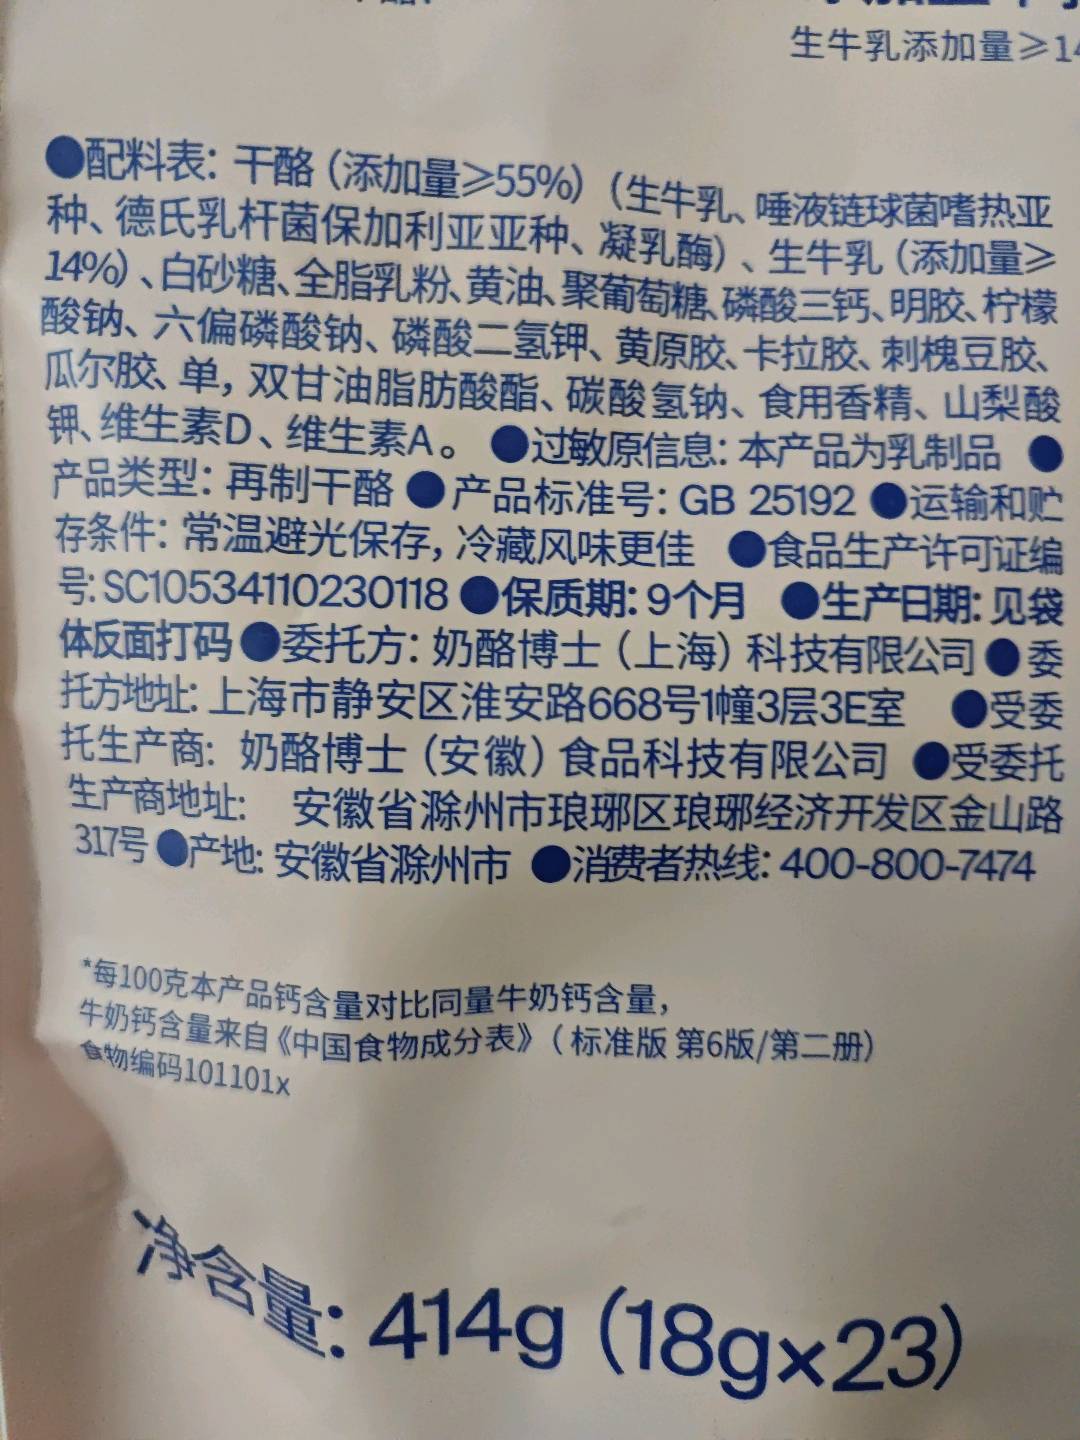 生牛乳添加量≥14
●配料表：干酪（添加量≥55%）（生牛乳、唾液链球菌嗜热亚
种、德氏乳杆菌保加利亚亚种、凝乳酶）、生牛乳（添加量≥
14%）、白砂糖、全脂乳粉、黄油、聚葡萄糖、磷酸三钙、明胶、柠檬
酸钠、六偏磷酸钠、磷酸二氢钾、黄原胶、卡拉胶、刺槐豆胶、
瓜尔胶、单，双甘油脂肪酸酯、碳酸氢钠、食用香精、山梨酸
钾、维生素D、维生素A。 ●过敏原信息：本产品为乳制品 ●
产品类型：再制干酪 ●产品标准号：GB 25192 ●运输和贮
存条件：常温避光保存，冷藏风味更佳 ●食品生产许可证编
号：SC10534110230118 ●保质期：9个月 ●生产日期：见袋
体反面打码 ●委托方：奶酪博士（上海）科技有限公司 ●委
托方地址：上海市静安区淮安路668号1幢3层3E室 ●受委
托生产商：奶酪博士（安徽）食品科技有限公司 ●受委托
生产商地址： 安徽省滁州市琅琊区琅琊经济开发区金山路
317号 ●产地：安徽省滁州市 ●消费者热线：400-800-7474
*每100克本产品钙含量对比同量牛奶钙含量，
牛奶钙含量来自《中国食物成分表》（标准版 第6版/第二册）
食物编码101101x
净含量：414g（18g×23）